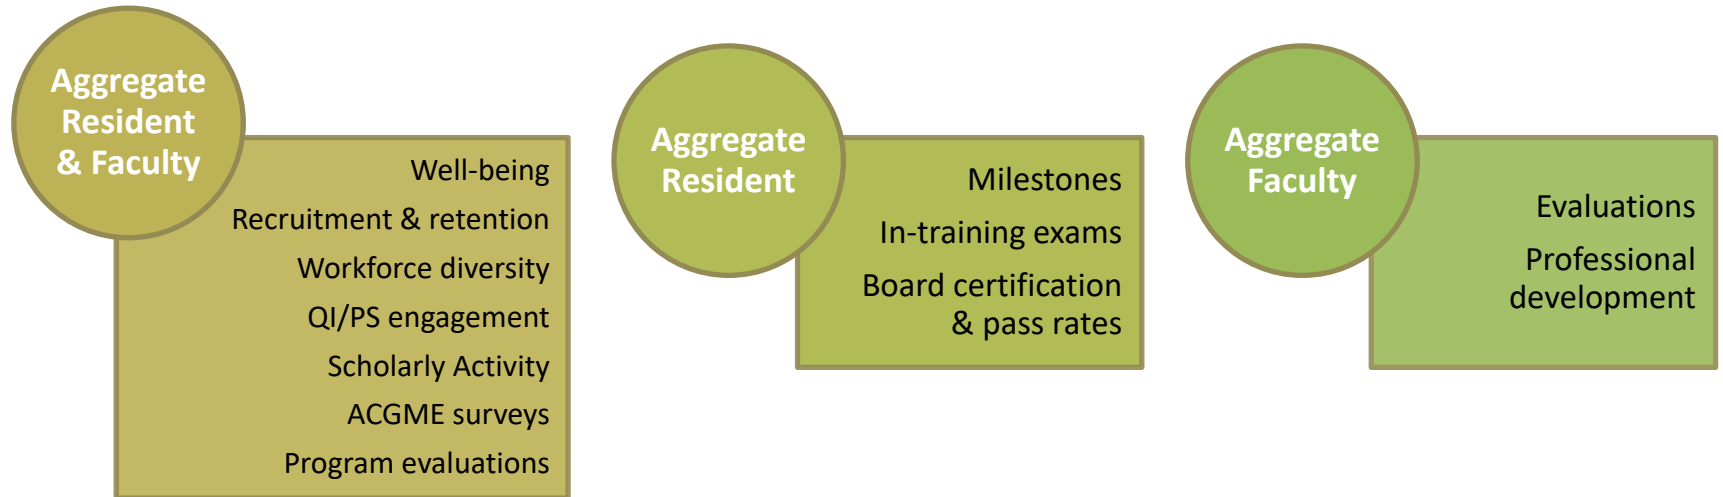 Aggregate
Resident
& Faculty
Well-being
Recruitment & retention
Workforce diversity
QI/PS engagement
Scholarly Activity
ACGME surveys
Program evaluations
Aggregate
Resident
Milestones
In-training exams
Board certification
& pass rates
Aggregate
Faculty
Evaluations
Professional
development